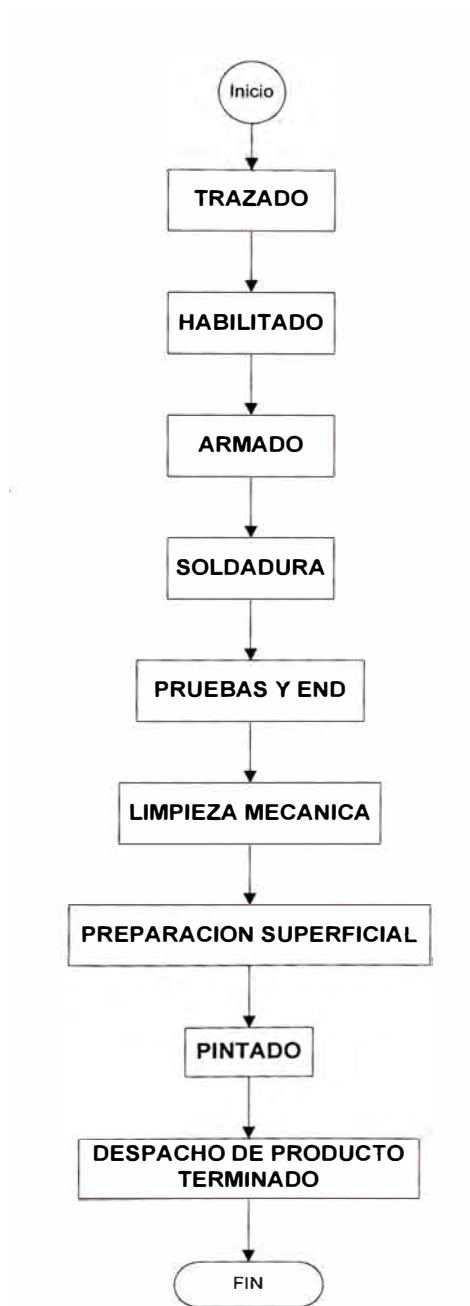 Inicio
TRAZADO
HABILITADO
ARMADO
SOLDADURA
PRUEBAS Y END
LIMPIEZA MECANICA
PREPARACION SUPERFICIAL
PINTADO
DESPACHO DE PRODUCTO
TERMINADO
FIN